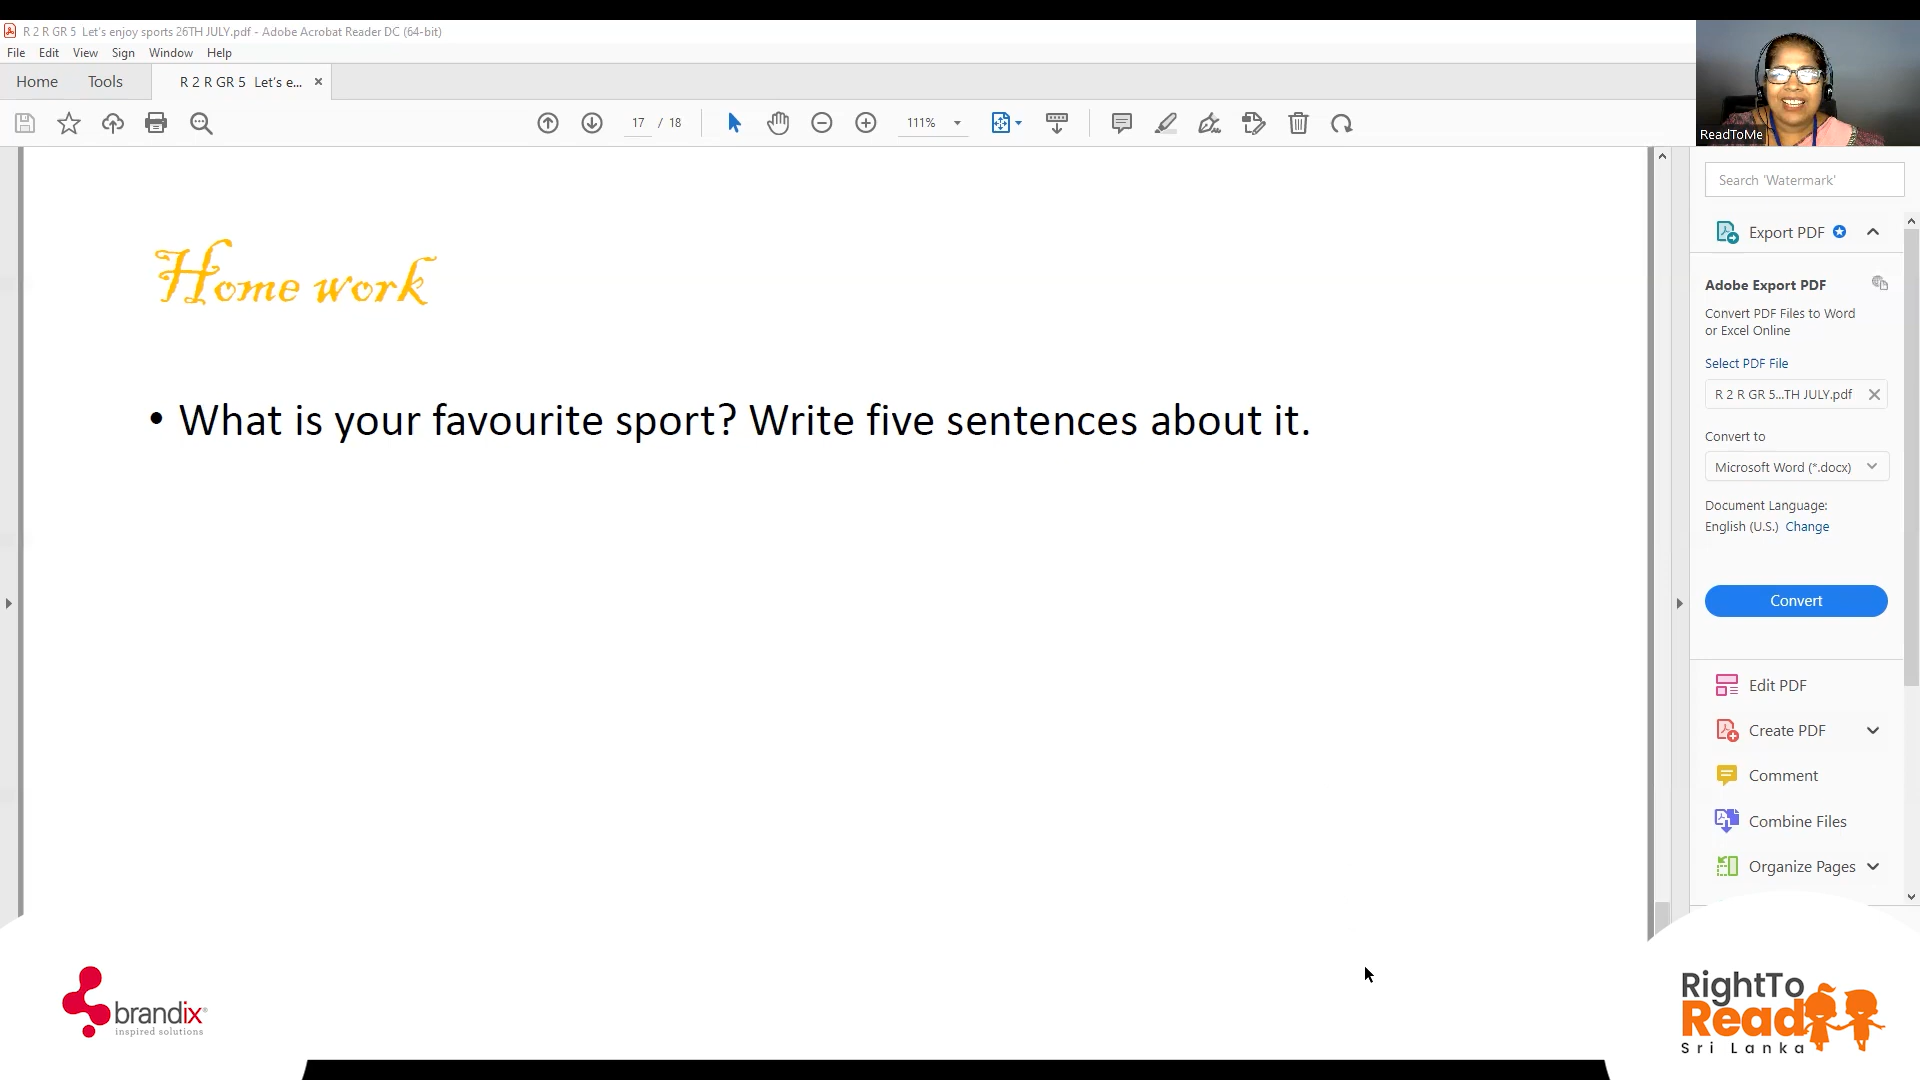 R 2 R GR 5 Let's enjoy sports 26TH JULY.pdf - Adobe Acrobat Reader DC (64-bit)
File Edit View Sign Window Help
Home Tools R 2 R GR 5 Let's e...
17 / 18 111%
ReadToMe
Search 'Watermark'
Export PDF
Adobe Export PDF
Convert PDF Files to Word
or Excel Online
Select PDF File
R 2 R GR 5...TH JULY.pdf
Convert to
Microsoft Word (*.docx)
Document Language:
English (U.S.) Change
Convert
Edit PDF
Create PDF
Comment
Combine Files
Organize Pages
Home work
• What is your favourite sport? Write five sentences about it.
brandix
inspired solutions
RightTo
Read
Sri Lanka